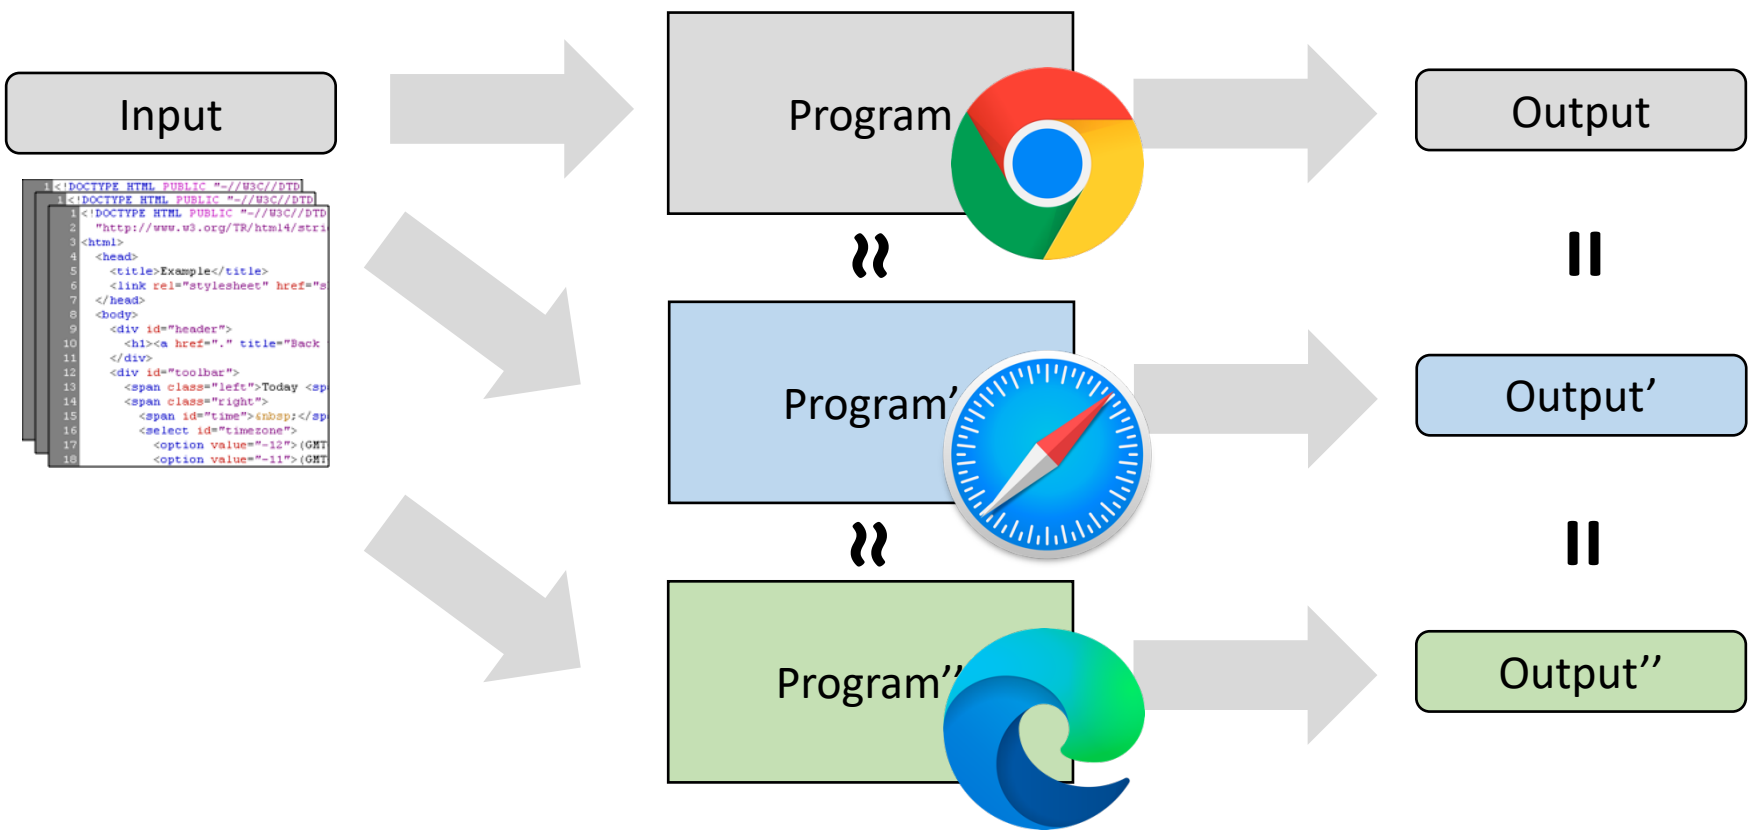 Input
Program
Output
1 <!DOCTYPE HTML PUBLIC "-//W3C//DTD
1 <!DOCTYPE HTML PUBLIC "-//W3C//DTD
1 <!DOCTYPE HTML PUBLIC "-//W3C//DTD
2 "http://www.w3.org/TR/html4/stri
3 <html>
4 <head>
5 <title>Example</title>
6 <link rel="stylesheet" href="s
7 </head>
8 <body>
9 <div id="header">
10 <h1><a href="." title="Back
11 </div>
12 <div id="toolbar">
13 <span class="left">Today <sp
14 <span class="right">
15 <span id="time">&nbsp;</sp
16 <select id="timezone">
17 <option value="-12">(GMT
18 <option value="-11">(GMT
≈
=
Program'
Output'
≈
=
Program''
Output''